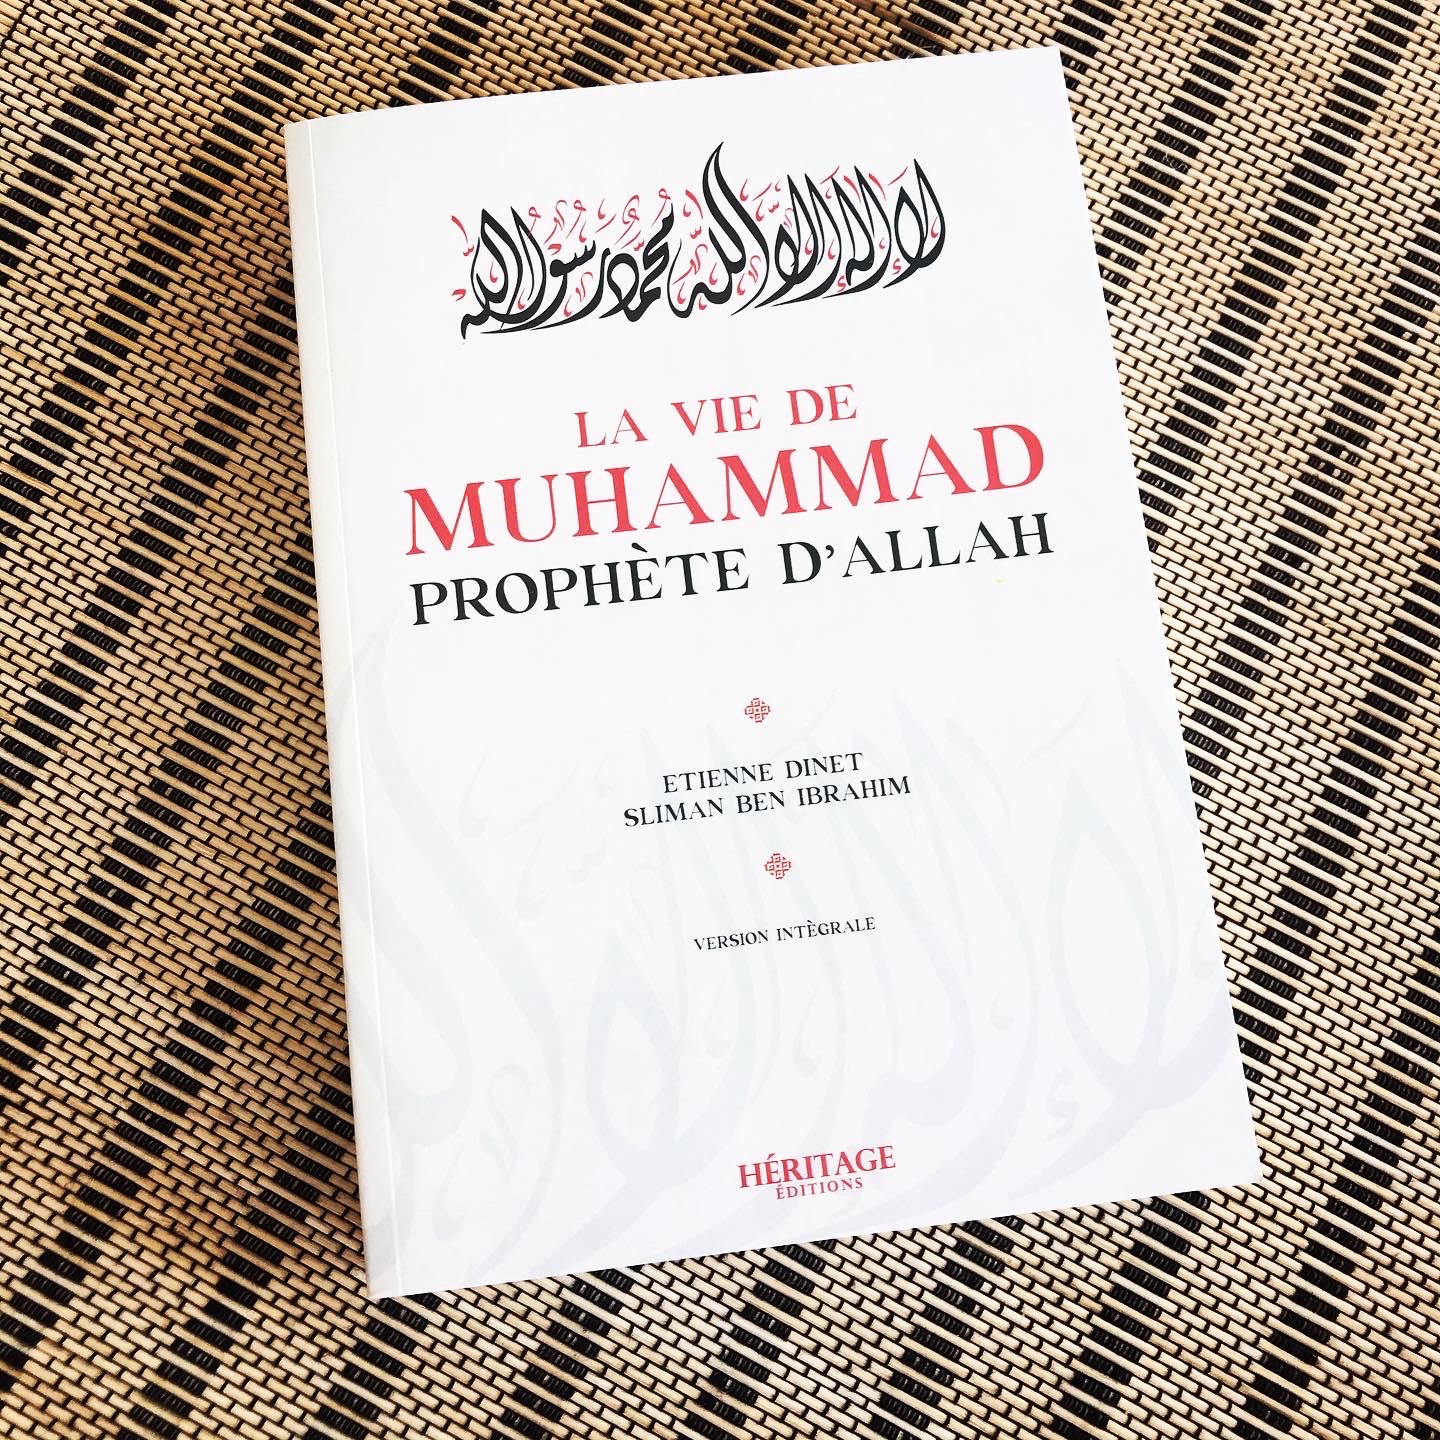 لا إله إلا الله محمد رسول الله
LA VIE DE
MUHAMMAD
PROPHÈTE D'ALLAH
ETIENNE DINET
SLIMAN BEN IBRAHIM
VERSION INTÈGRALE
HÉRITAGE
ÉDITIONS